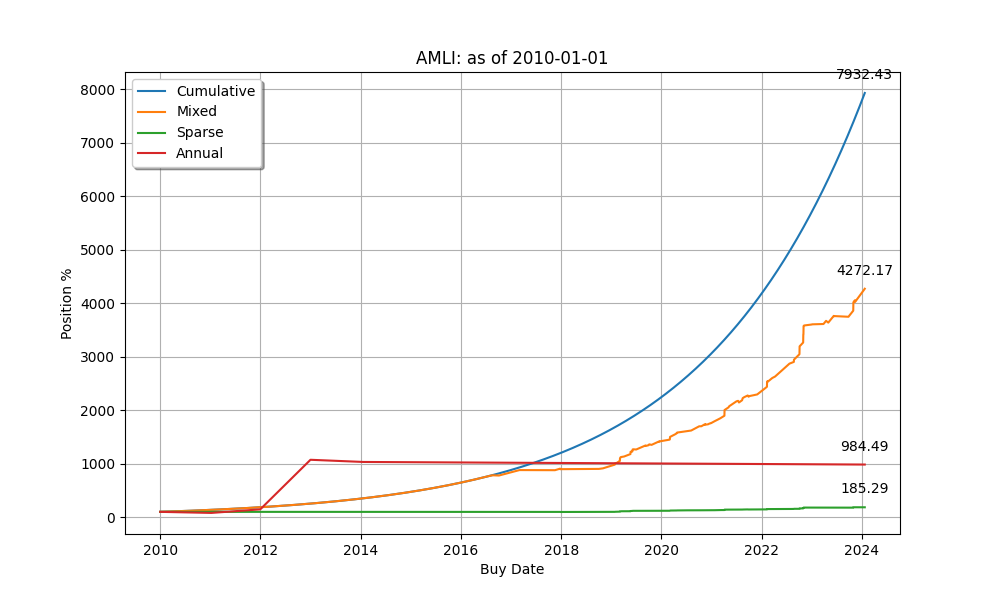 AMLI: as of 2010-01-01
7932.43
8000
Cumulative
Mixed
Sparse
Annual
7000
6000
5000
4272.17
4000
Position %
3000
2000
984.49
1000
185.29
0
2010 2012 2014 2016 2018 2020 2022 2024
Buy Date